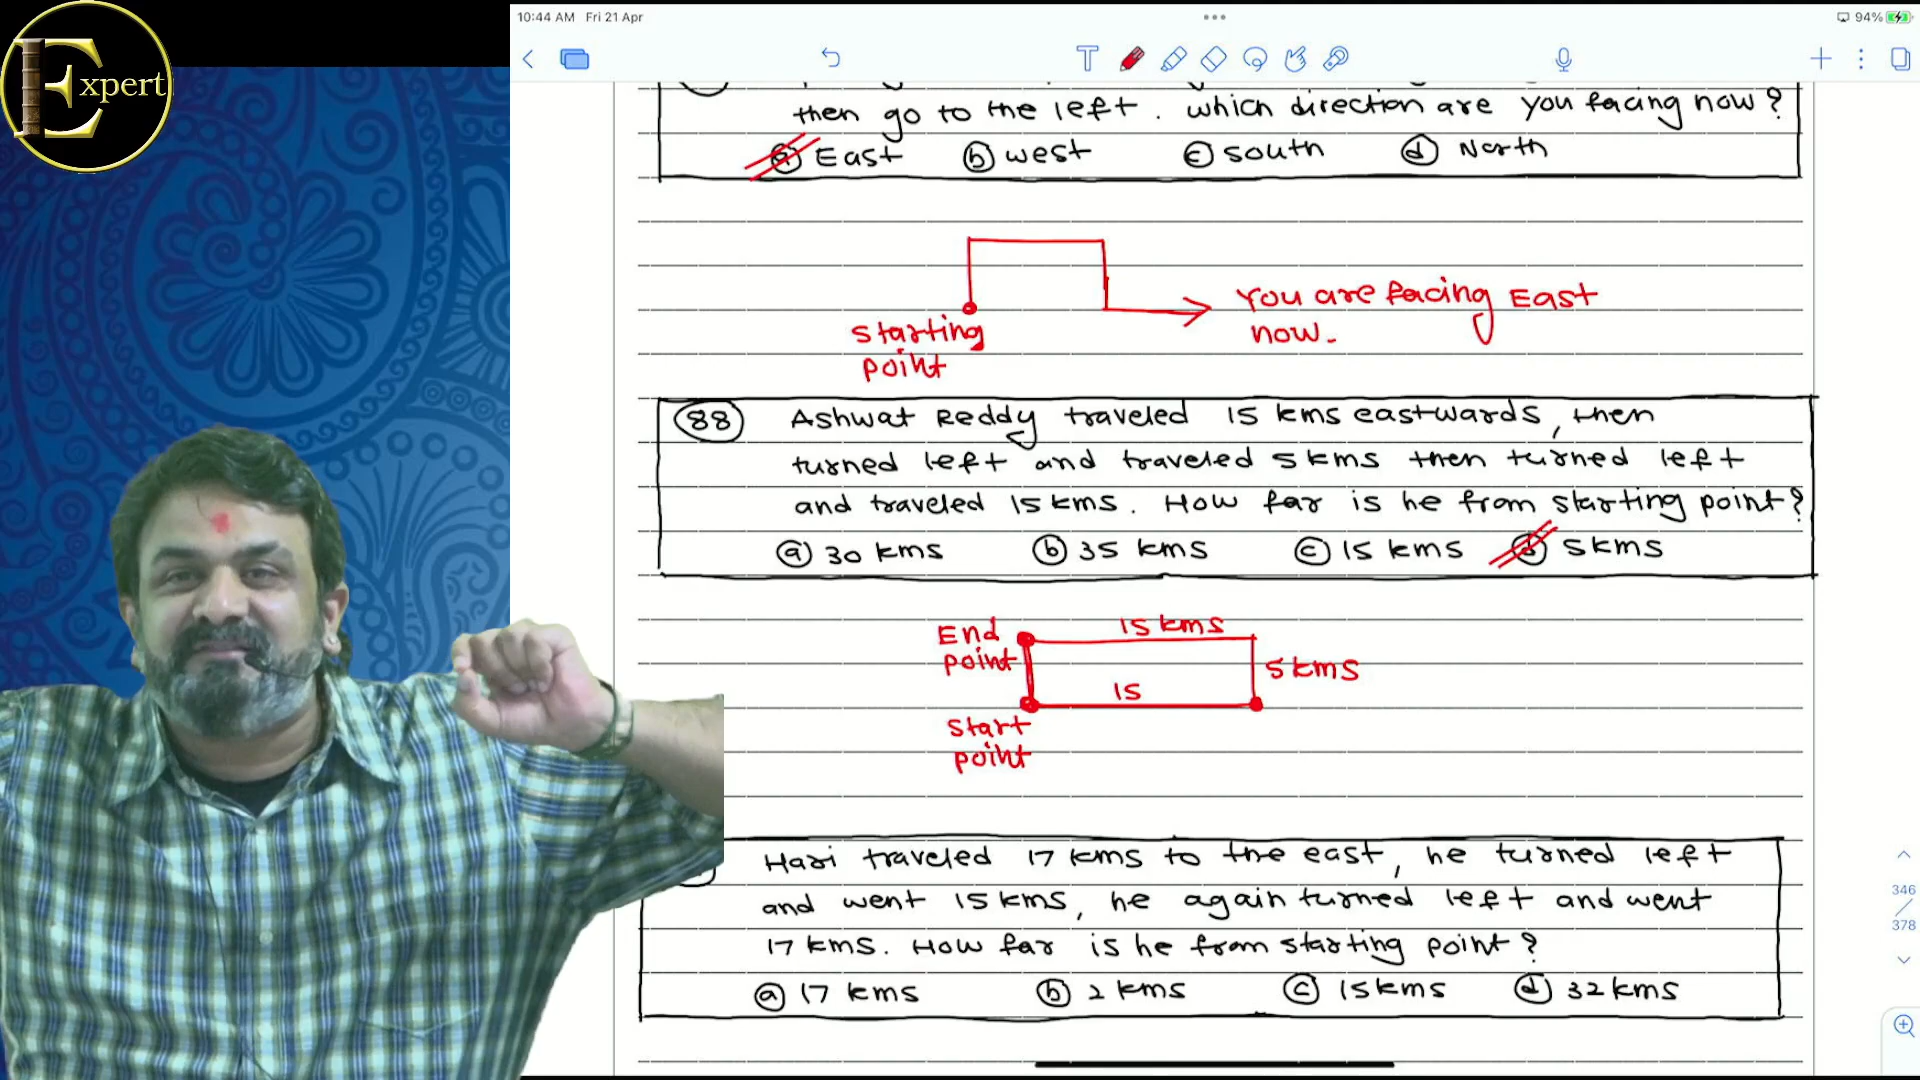 Expert
10:44 AM Fri 21 Apr
94%
then go to the left. which direction are you facing now?
(a) East (b) west (c) south (d) North
You are facing East
now.
starting
point
88 Ashwat Reddy traveled 15 kms eastwards, then
turned left and traveled 5 kms then turned left
and traveled 15 kms. How far is he from starting point?
(a) 30 kms (b) 35 kms (c) 15 kms (d) 5 kms
15 kms
End
point
5 kms
15
Start
point
Hari traveled 17 kms to the east, he turned left
and went 15 kms, he again turned left and went
17 kms. How far is he from starting point?
(a) 17 kms (b) 2 kms (c) 15 kms (d) 32 kms
346
378